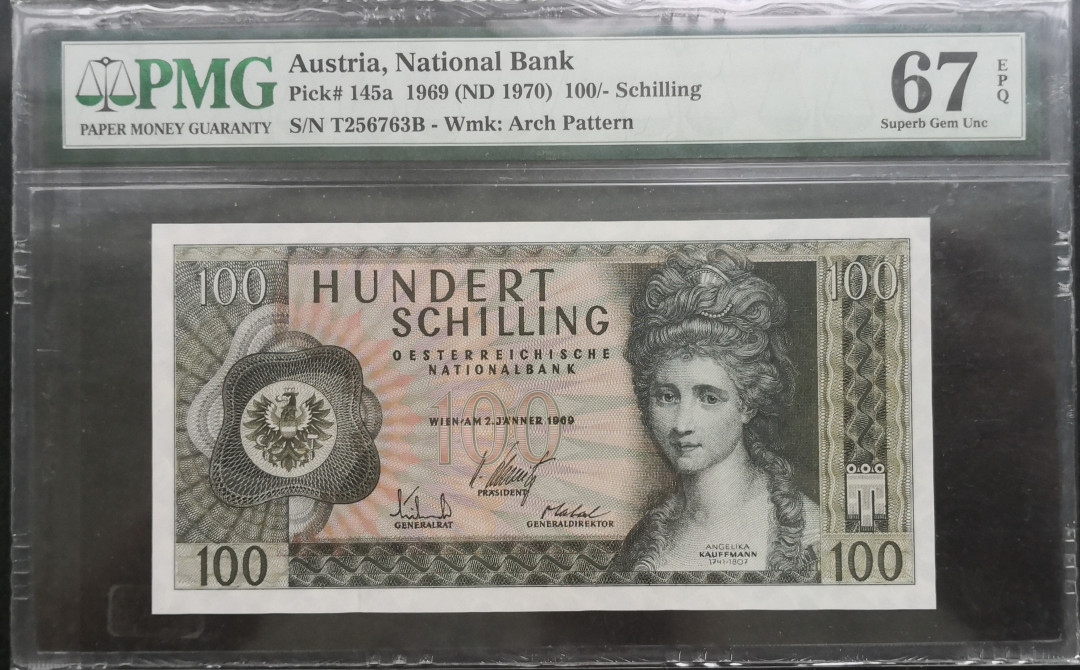 PMG
PAPER MONEY GUARANTY
Austria, National Bank
Pick# 145a 1969 (ND 1970) 100/- Schilling
S/N T256763B - Wmk: Arch Pattern
67
EPQ
Superb Gem Unc
100
HUNDERT
SCHILLING
OESTERREICHISCHE
NATIONALBANK
100
WIEN·AM 2.JÄNNER 1969
100
PRÄSIDENT
GENERALRAT
GENERALDIREKTOR
ANGELIKA
KAUFFMANN
1741-1807
100
100